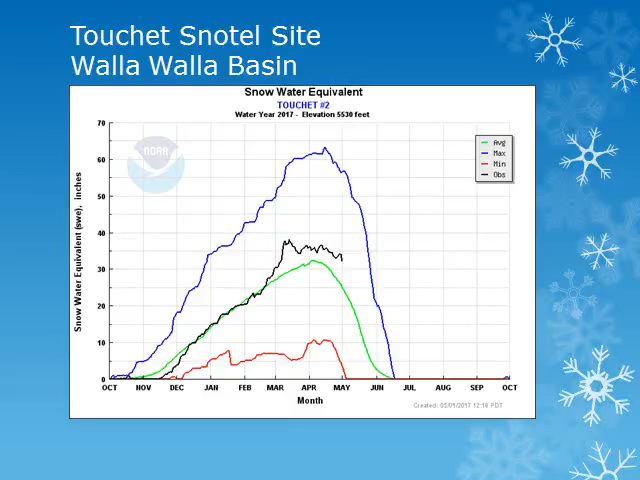 Touchet Snotel Site
Walla Walla Basin
Snow Water Equivalent
TOUCHET #2
Water Year 2017 - Elevation 5530 feet
70
60
50
40
30
20
10
0
Snow Water Equivalent (swe), inches
NOAA
Avg
Max
Min
Obs
OCT NOV DEC JAN FEB MAR APR MAY JUN JUL AUG SEP OCT
Month
Created: 05/01/2017 12:18 PDT